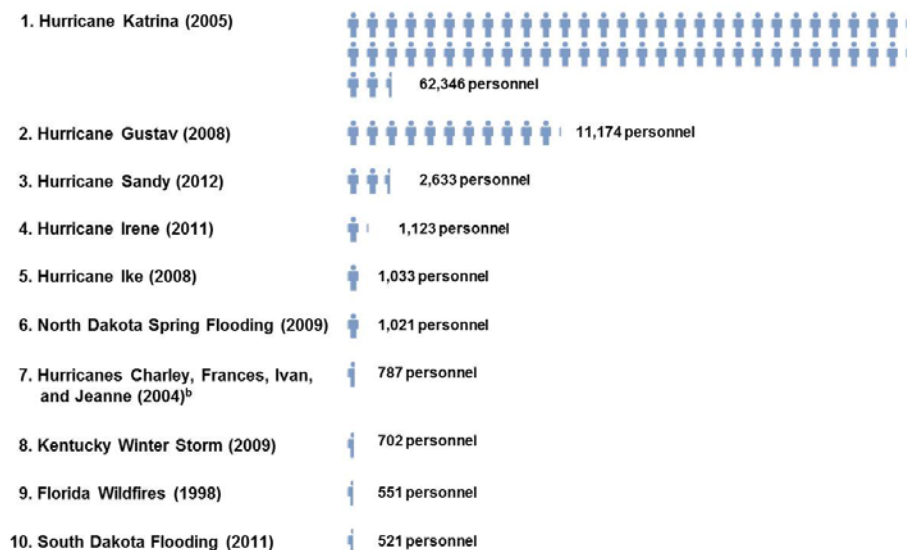 1. Hurricane Katrina (2005)
62,346 personnel
2. Hurricane Gustav (2008)
11,174 personnel
3. Hurricane Sandy (2012)
2,633 personnel
4. Hurricane Irene (2011)
1,123 personnel
5. Hurricane Ike (2008)
1,033 personnel
6. North Dakota Spring Flooding (2009)
1,021 personnel
7. Hurricanes Charley, Frances, Ivan,
and Jeanne (2004)ᵇ
787 personnel
8. Kentucky Winter Storm (2009)
702 personnel
9. Florida Wildfires (1998)
551 personnel
10. South Dakota Flooding (2011)
521 personnel